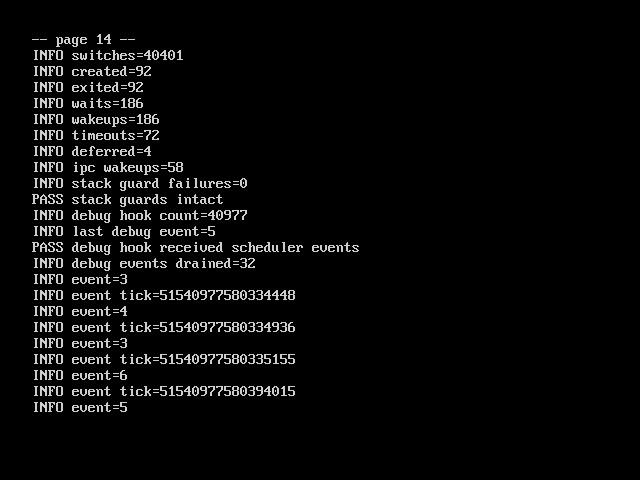 -- page 14 --
INFO switches=40401
INFO created=92
INFO exited=92
INFO waits=186
INFO wakeups=186
INFO timeouts=72
INFO deferred=4
INFO ipc wakeups=58
INFO stack guard failures=0
PASS stack guards intact
INFO debug hook count=40977
INFO last debug event=5
PASS debug hook received scheduler events
INFO debug events drained=32
INFO event=3
INFO event tick=51540977580334448
INFO event=4
INFO event tick=51540977580334936
INFO event=3
INFO event tick=51540977580335155
INFO event=6
INFO event tick=51540977580394015
INFO event=5